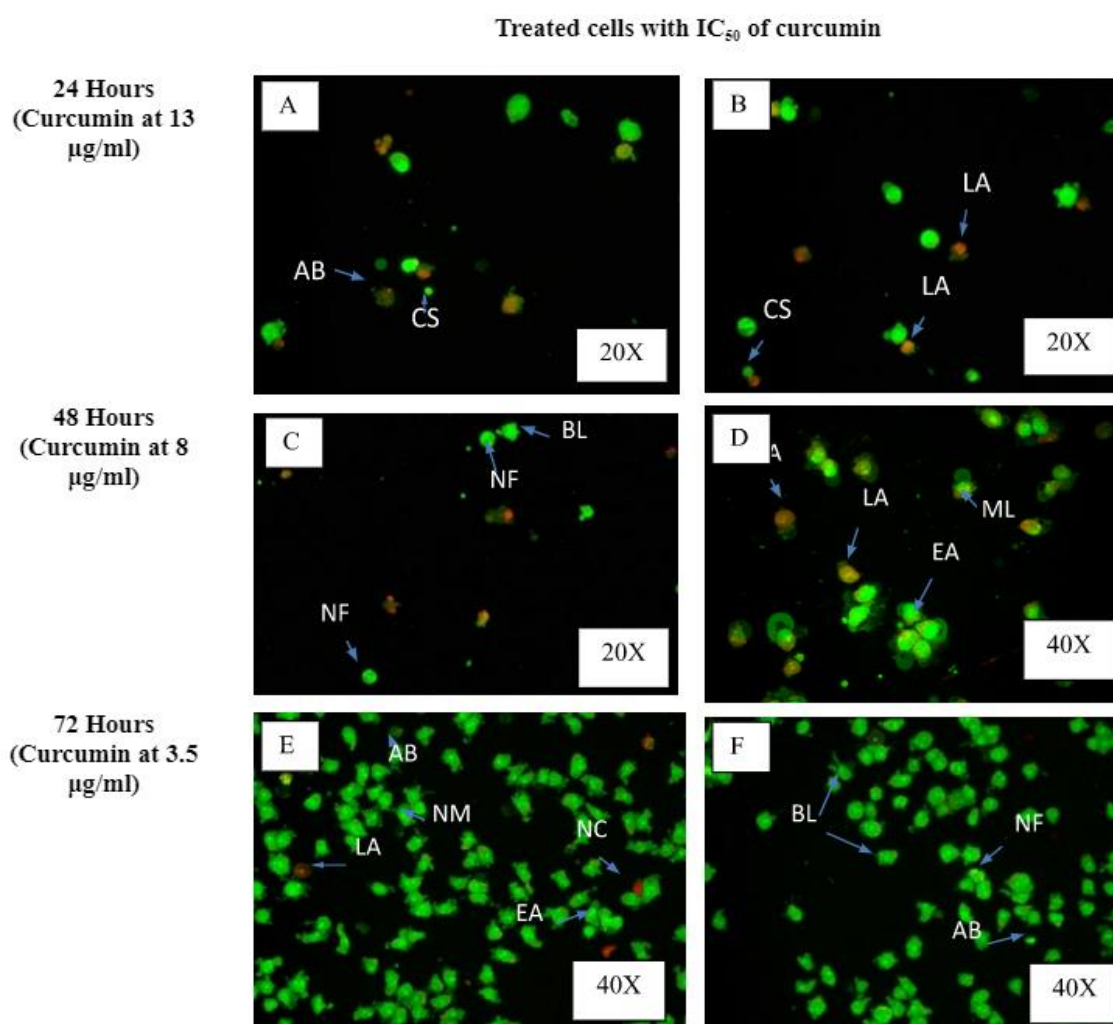 Treated cells with IC₅₀ of curcumin
24 Hours
(Curcumin at 13
µg/ml)
A
AB
CS
20X
B
LA
LA
CS
20X
48 Hours
(Curcumin at 8
µg/ml)
C
BL
NF
NF
20X
D
LA
ML
EA
40X
72 Hours
(Curcumin at 3.5
µg/ml)
E
AB
NM
NC
LA
EA
40X
F
BL
NF
AB
40X